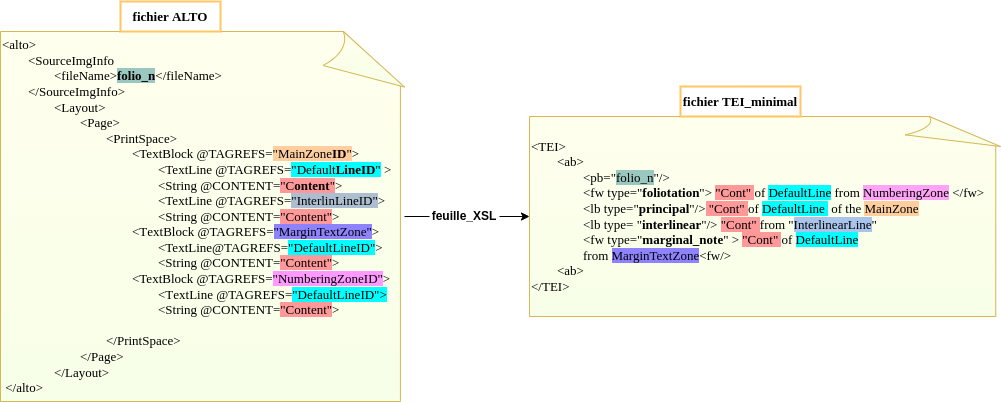 fichier ALTO
<alto>
<SourceImgInfo
<fileName>folio_n</fileName>
</SourceImgInfo>
<Layout>
<Page>
<PrintSpace>
<TextBlock @TAGREFS="MainZoneID">
<TextLine @TAGREFS="DefaultLineID" >
<String @CONTENT="Content">
<TextLine @TAGREFS="InterlinLineID">
<String @CONTENT="Content">
<TextBlock @TAGREFS="MarginTextZone">
<TextLine@TAGREFS="DefaultLineID">
<String @CONTENT="Content">
<TextBlock @TAGREFS="NumberingZoneID">
<TextLine @TAGREFS="DefaultLineID">
<String @CONTENT="Content">
</PrintSpace>
</Page>
</Layout>
</alto>
feuille_XSL
fichier TEI_minimal
<TEI>
<ab>
<pb="folio_n"/>
<fw type="foliotation"> "Cont" of DefaultLine from NumberingZone </fw>
<lb type="principal"/> "Cont" of DefaultLine of the MainZone
<lb type= "interlinear"/> "Cont" from "InterlinearLine"
<fw type="marginal_note" > "Cont" of DefaultLine
from MarginTextZone<fw/>
<ab>
</TEI>